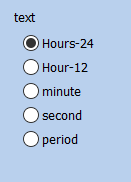 text
Hours-24
Hour-12
minute
second
period